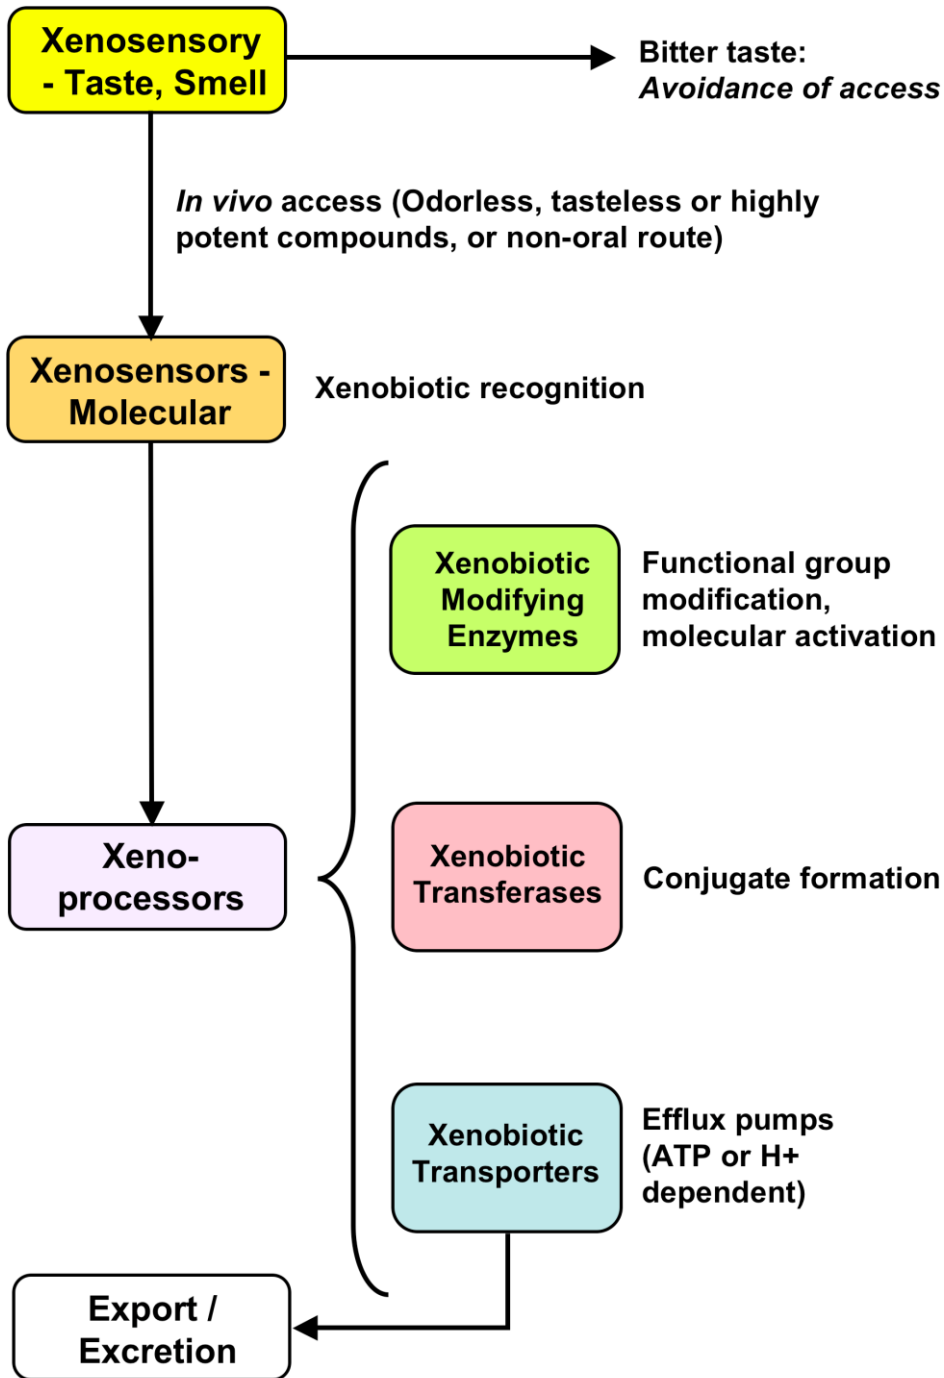 Xenosensory
- Taste, Smell
Bitter taste:
Avoidance of access
In vivo access (Odorless, tasteless or highly
potent compounds, or non-oral route)
Xenosensors -
Molecular
Xenobiotic recognition
Xenobiotic
Modifying
Enzymes
Functional group
modification,
molecular activation
Xeno-
processors
Xenobiotic
Transferases
Conjugate formation
Xenobiotic
Transporters
Efflux pumps
(ATP or H+
dependent)
Export /
Excretion